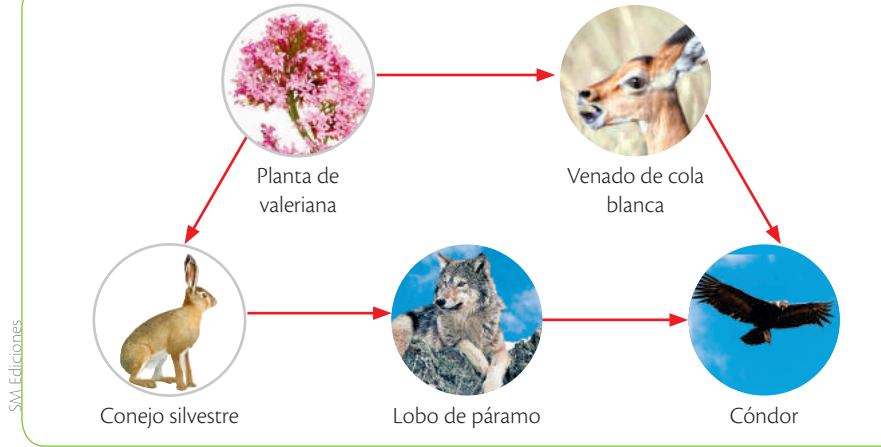 Planta de
valeriana
Venado de cola
blanca
Conejo silvestre
Lobo de páramo
Cóndor
SM Ediciones